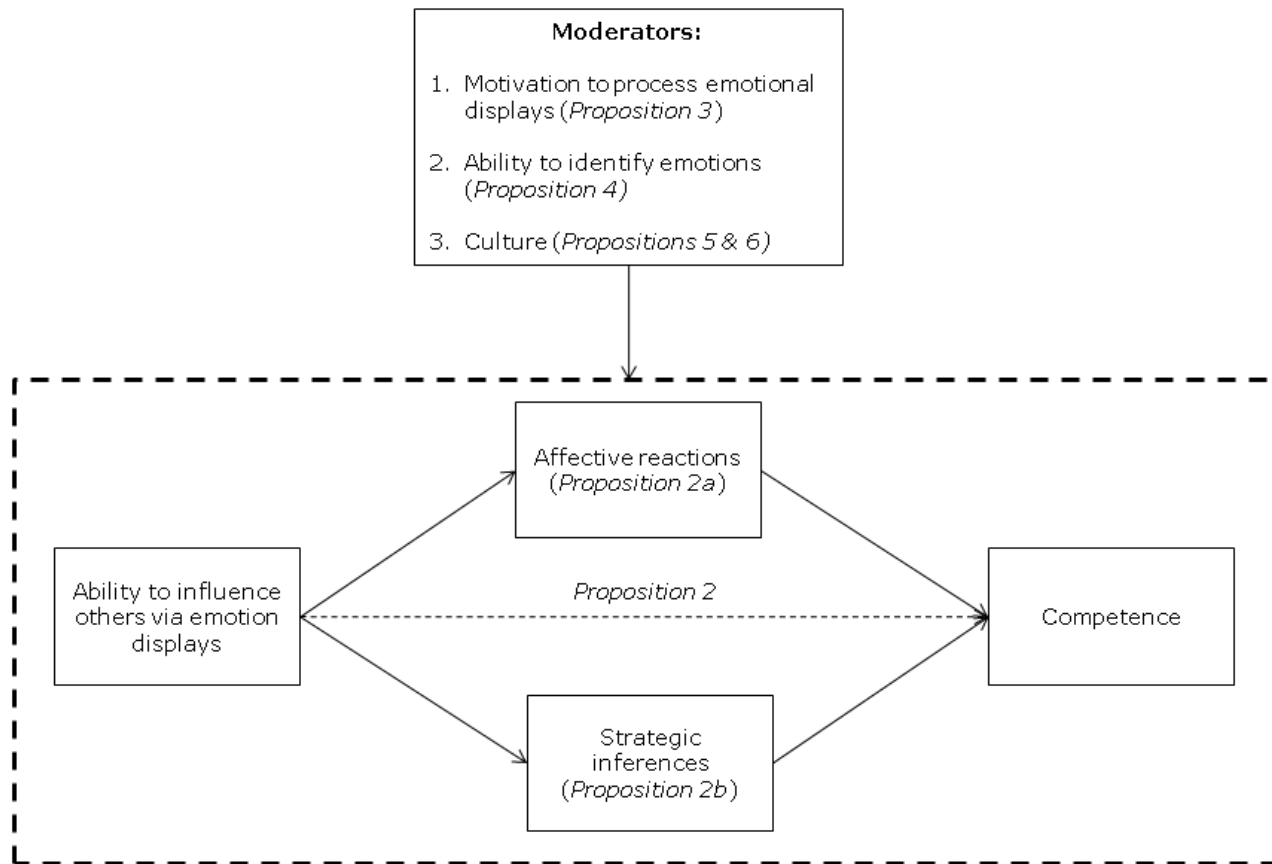 Moderators:
1. Motivation to process emotional
displays (Proposition 3)
2. Ability to identify emotions
(Proposition 4)
3. Culture (Propositions 5 & 6)
Affective reactions
(Proposition 2a)
Ability to influence
others via emotion
displays
Proposition 2
Competence
Strategic
inferences
(Proposition 2b)